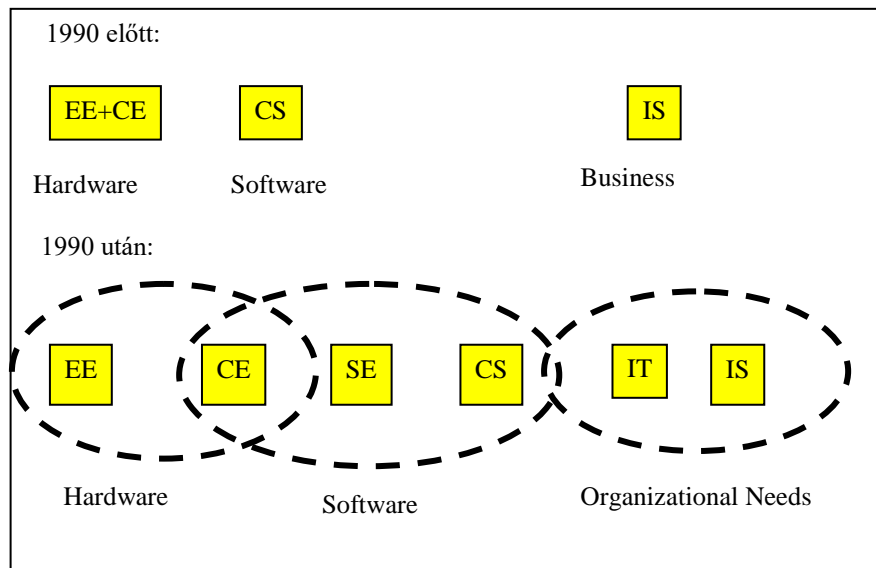 1990 előtt:
EE+CE CS IS
Hardware Software Business
1990 után:
EE CE SE CS IT IS
Hardware Software Organizational Needs